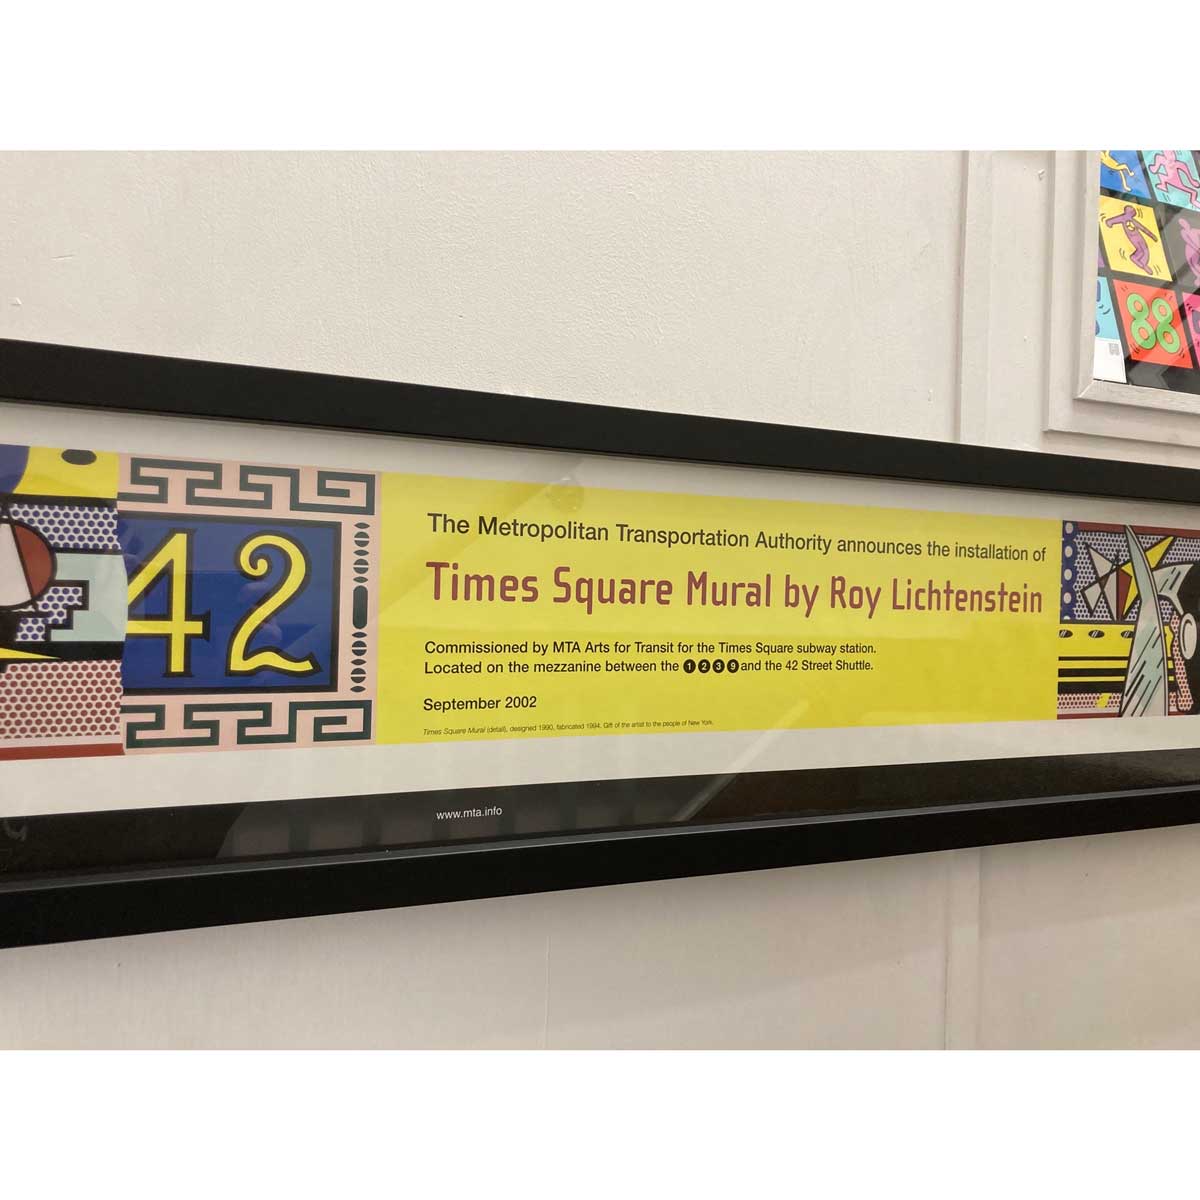 88
42
The Metropolitan Transportation Authority announces the installation of
Times Square Mural by Roy Lichtenstein
Commissioned by MTA Arts for Transit for the Times Square subway station.
Located on the mezzanine between the 1 2 3 9 and the 42 Street Shuttle.
September 2002
Times Square Mural (detail), designed 1990, fabricated 1994. Gift of the artist to the people of New York.
www.mta.info